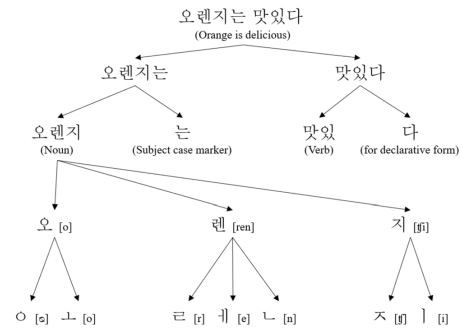 오렌지는 맛있다
(Orange is delicious)
오렌지는 맛있다
오렌지 는 맛있 다
(Noun) (Subject case marker) (Verb) (for declarative form)
오 [o] 렌 [ren] 지 [ʧi]
ㅇ ㅗ [o] ㄹ [r] ㅔ [e] ㄴ [n] ㅈ [ʧ] ㅣ [i]